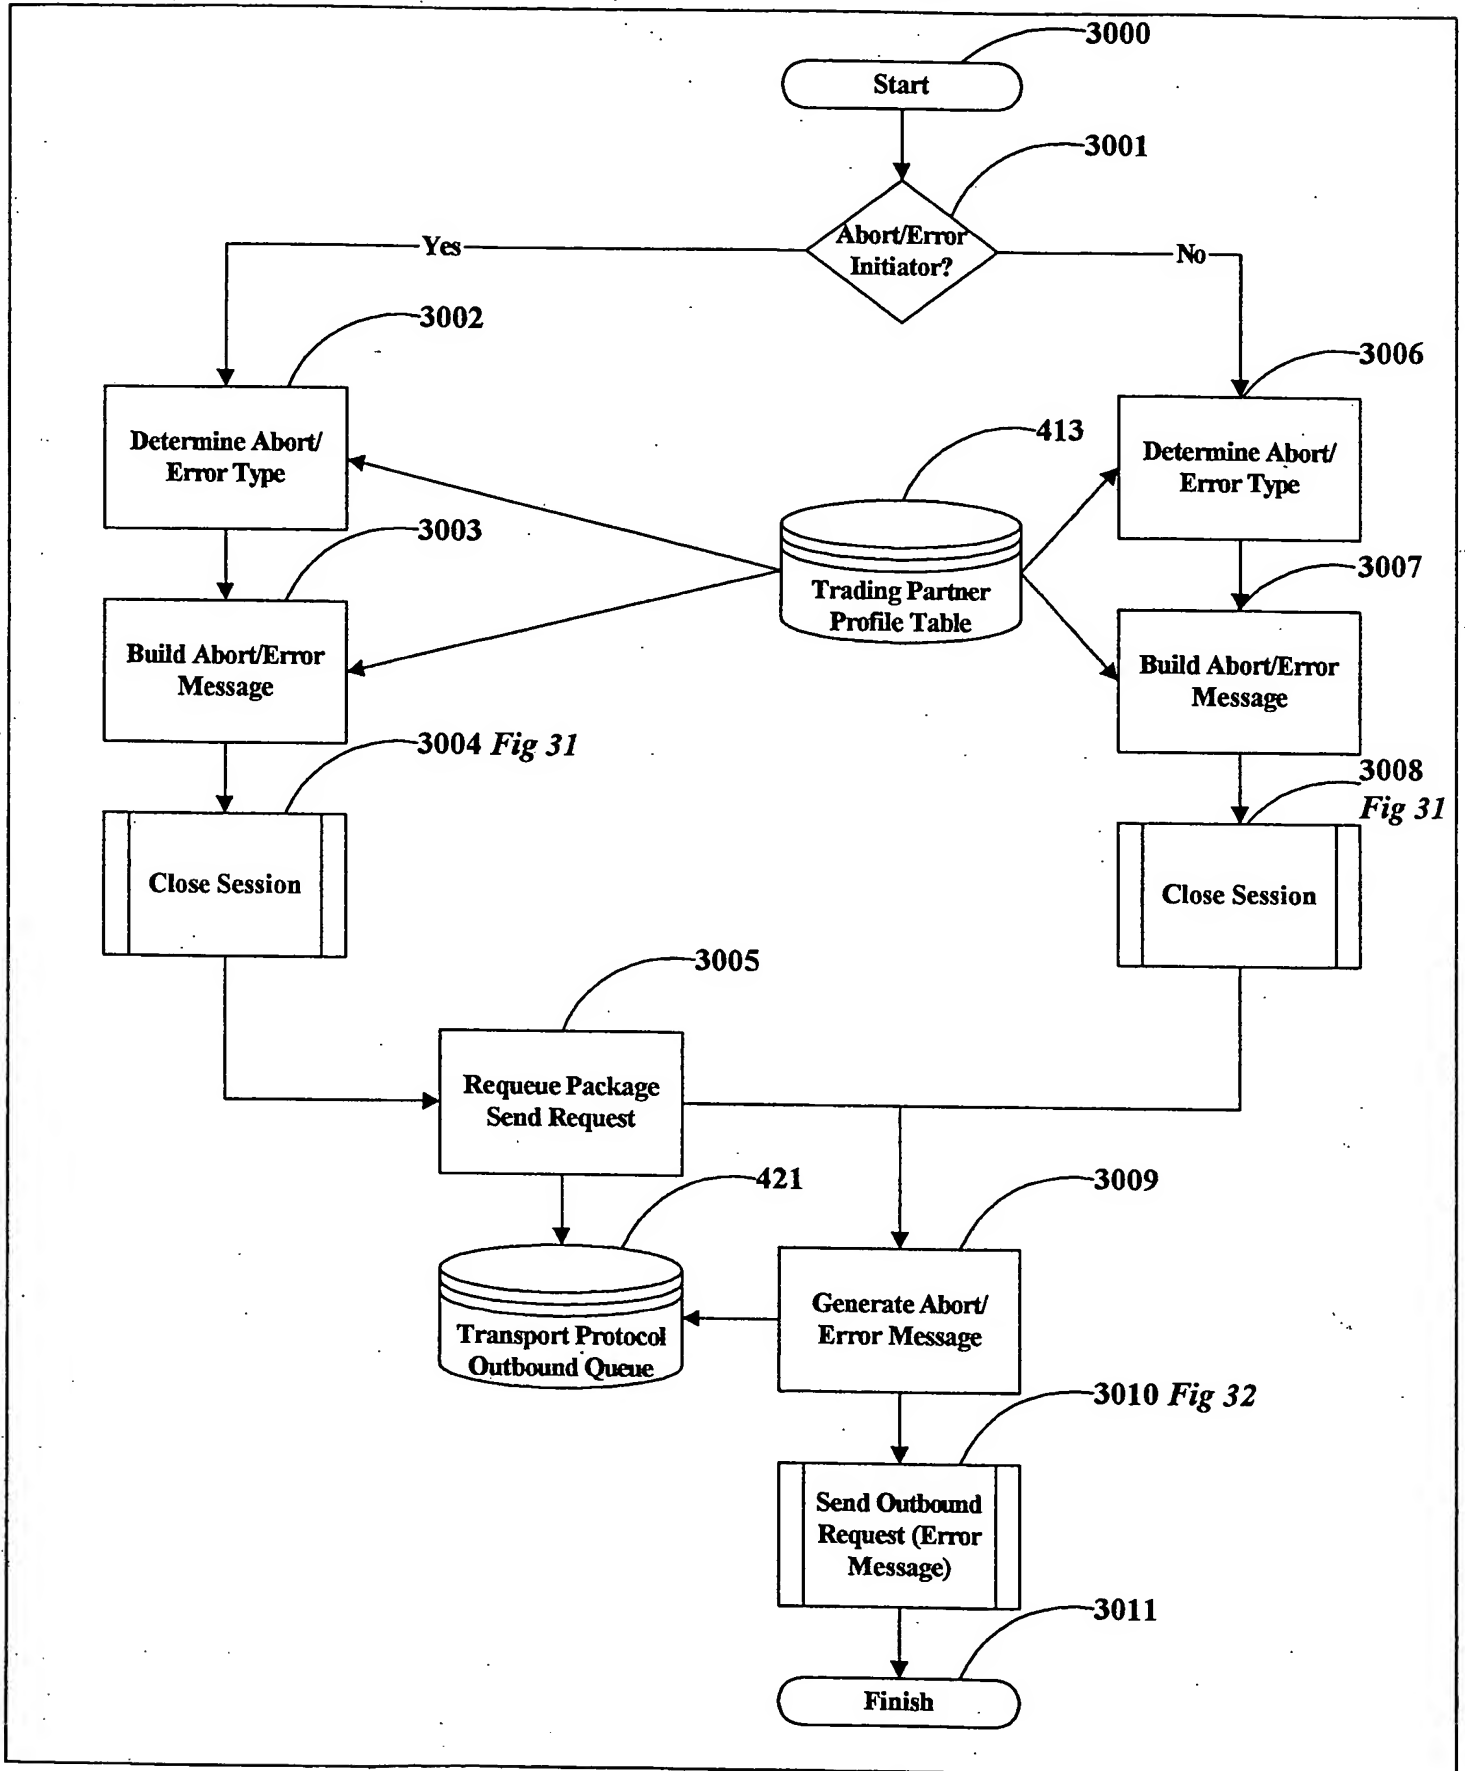 3000
Start
3001
Abort/Error
Initiator?
Yes
No
3002
3006
Determine Abort/
Error Type
413
Determine Abort/
Error Type
3003
Trading Partner
Profile Table
3007
Build Abort/Error
Message
Build Abort/Error
Message
3004 Fig 31
3008
Fig 31
Close Session
Close Session
3005
Requeue Package
Send Request
421
3009
Transport Protocol
Outbound Queue
Generate Abort/
Error Message
3010 Fig 32
Send Outbound
Request (Error
Message)
3011
Finish